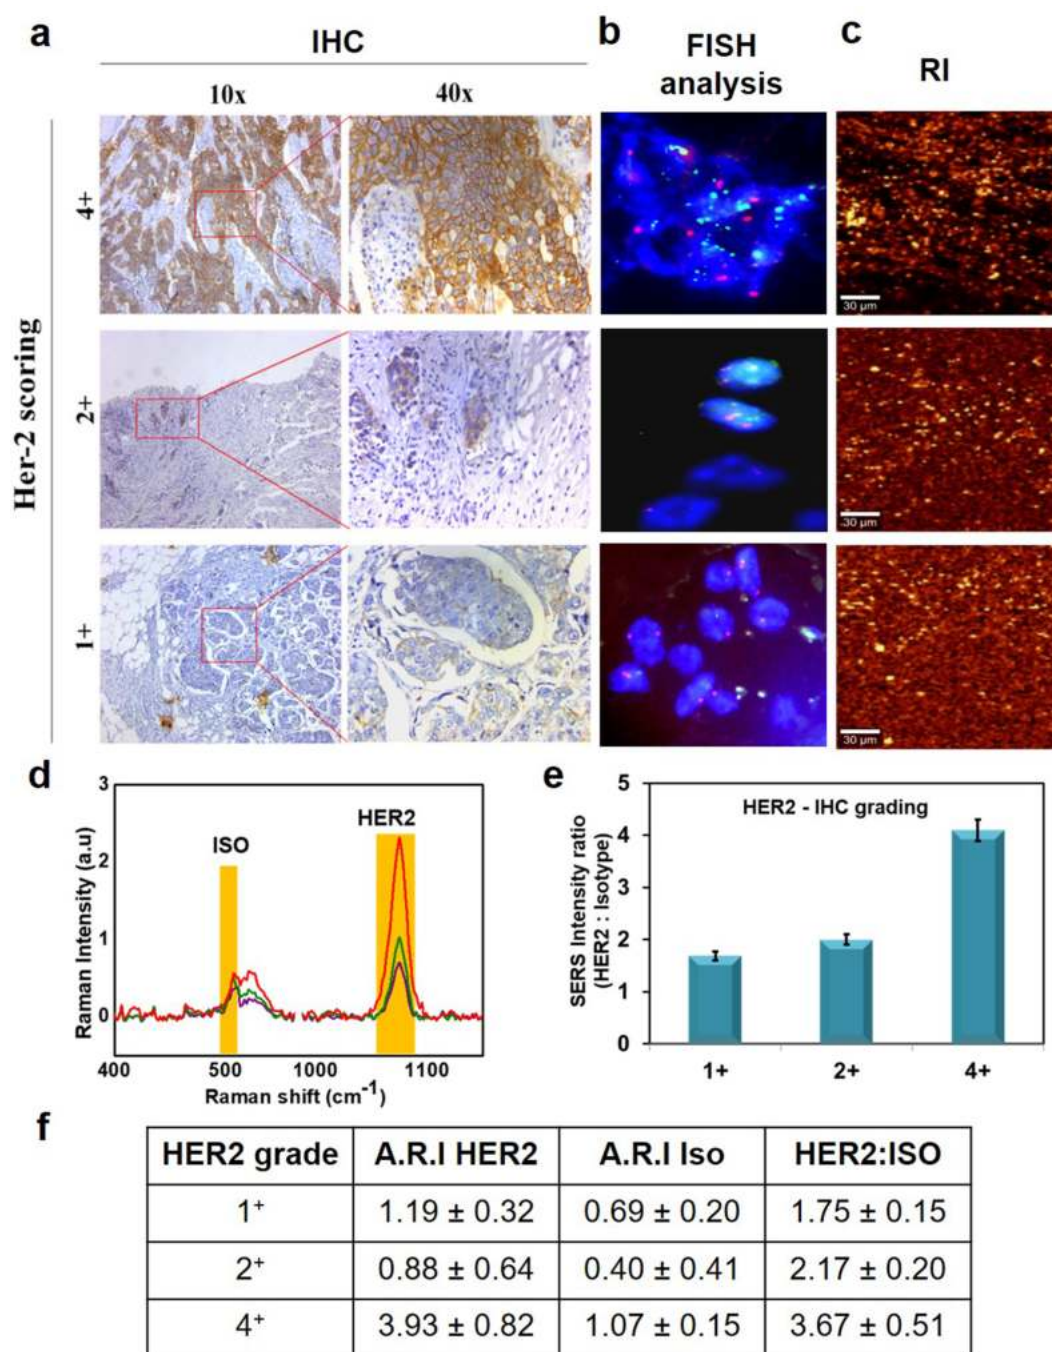 a
IHC
b
FISH
analysis
c
RI
10x
40x
Her-2 scoring
4+
2+
1+
30 µm
30 µm
30 µm
d
3
2
1
0
Raman Intensity (a.u)
ISO
HER2
400
500
1000
1100
Raman shift (cm⁻¹)
e
5
4
3
2
1
0
SERS Intensity ratio
(HER2 : Isotype)
HER2 - IHC grading
1+
2+
4+
f
HER2 grade A.R.I HER2 A.R.I Iso HER2:ISO
1⁺ 1.19 ± 0.32 0.69 ± 0.20 1.75 ± 0.15
2⁺ 0.88 ± 0.64 0.40 ± 0.41 2.17 ± 0.20
4⁺ 3.93 ± 0.82 1.07 ± 0.15 3.67 ± 0.51